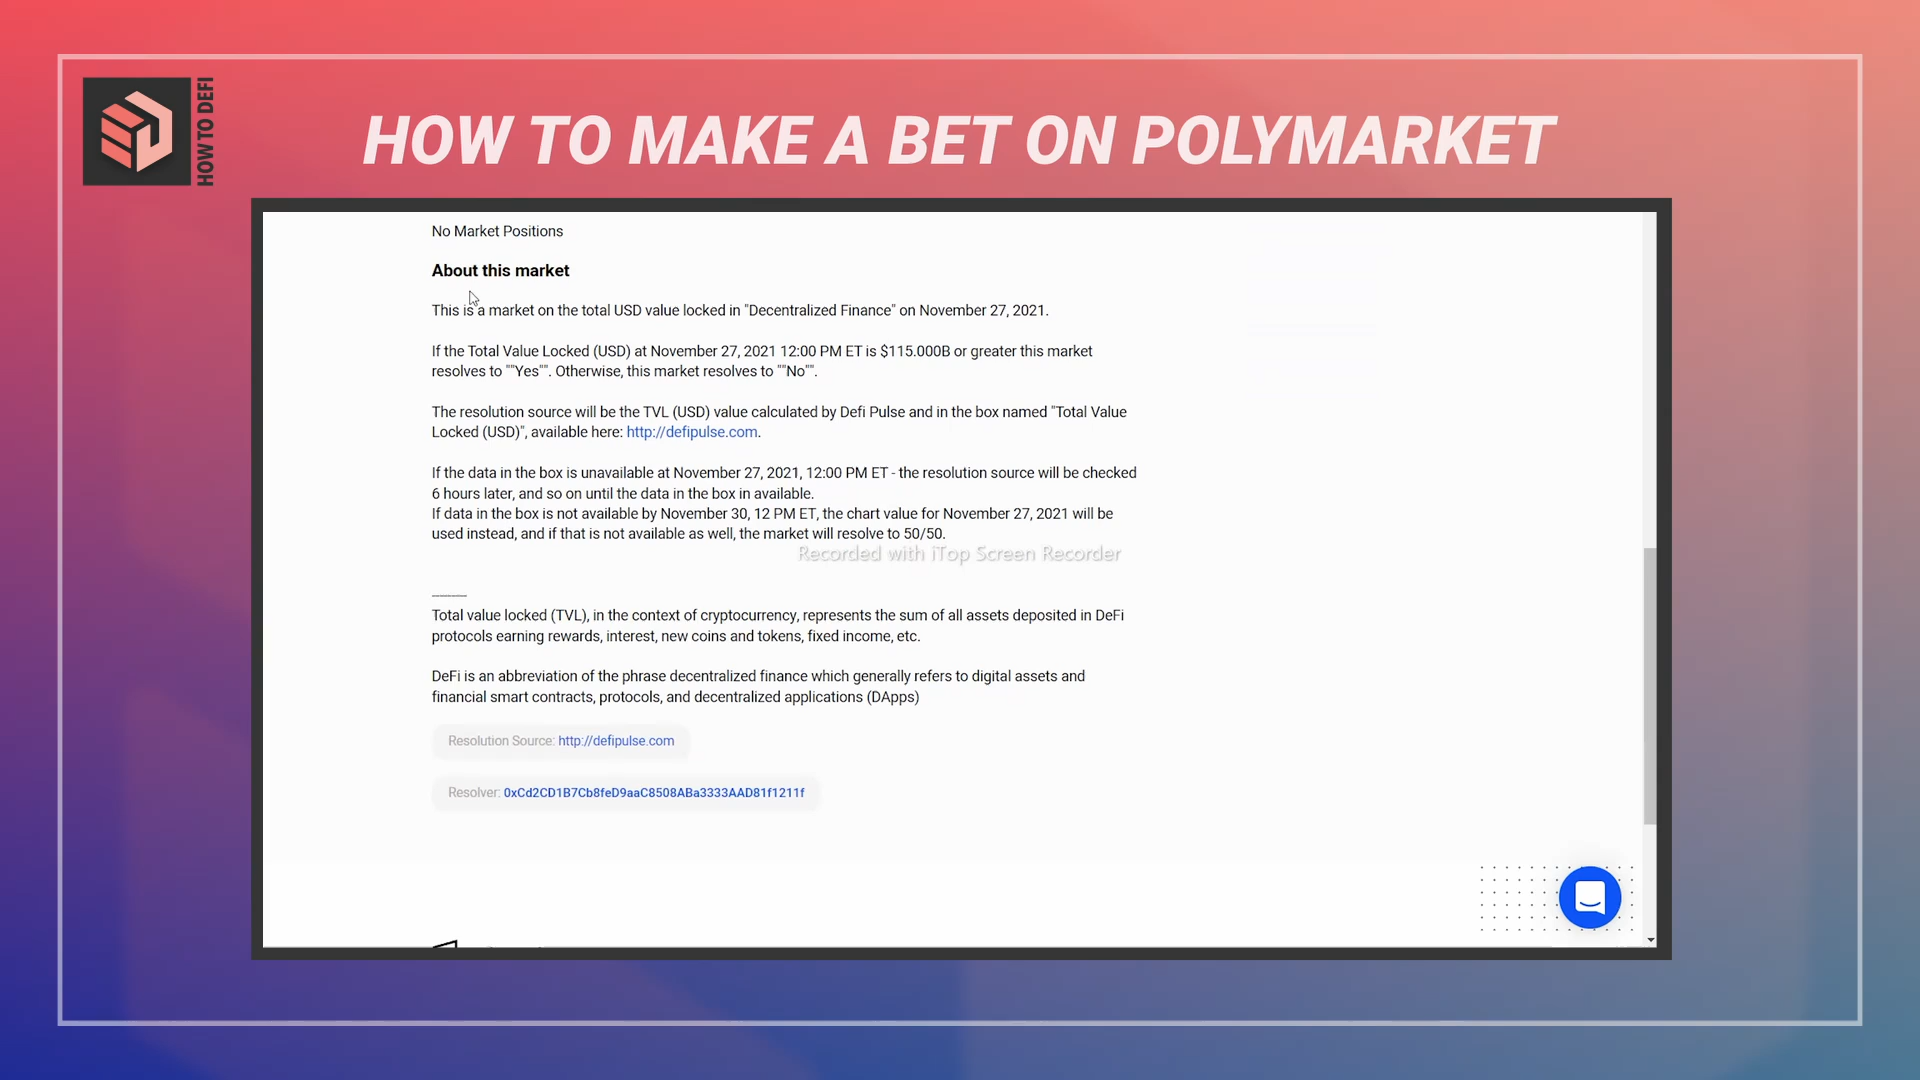 HOW TO DEFI
HOW TO MAKE A BET ON POLYMARKET
No Market Positions
About this market
This is a market on the total USD value locked in "Decentralized Finance" on November 27, 2021.
If the Total Value Locked (USD) at November 27, 2021 12:00 PM ET is $115.000B or greater this market
resolves to ""Yes"". Otherwise, this market resolves to ""No"".
The resolution source will be the TVL (USD) value calculated by Defi Pulse and in the box named "Total Value
Locked (USD)", available here: http://defipulse.com.
If the data in the box is unavailable at November 27, 2021, 12:00 PM ET - the resolution source will be checked
6 hours later, and so on until the data in the box in available.
If data in the box is not available by November 30, 12 PM ET, the chart value for November 27, 2021 will be
used instead, and if that is not available as well, the market will resolve to 50/50.
Recorded with iTop Screen Recorder
Total value locked (TVL), in the context of cryptocurrency, represents the sum of all assets deposited in DeFi
protocols earning rewards, interest, new coins and tokens, fixed income, etc.
DeFi is an abbreviation of the phrase decentralized finance which generally refers to digital assets and
financial smart contracts, protocols, and decentralized applications (DApps)
Resolution Source: http://defipulse.com
Resolver: 0xCd2CD1B7Cb8feD9aaC8508ABa3333AAD81f1211f